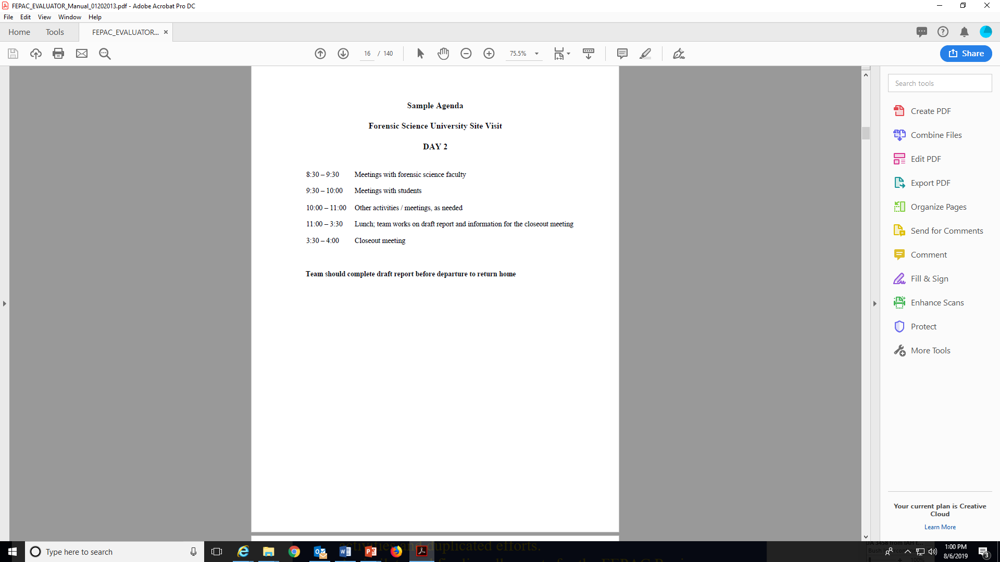 FEPAC_EVALUATOR_Manual_01202013.pdf - Adobe Acrobat Pro DC
File Edit View Window Help
Home Tools FEPAC_EVALUATOR... ×
16 / 140 75.5% Share
Sample Agenda
Forensic Science University Site Visit
DAY 2
8:30 – 9:30 Meetings with forensic science faculty
9:30 – 10:00 Meetings with students
10:00 – 11:00 Other activities / meetings, as needed
11:00 – 3:30 Lunch; team works on draft report and information for the closeout meeting
3:30 – 4:00 Closeout meeting
Team should complete draft report before departure to return home
Search tools
Create PDF
Combine Files
Edit PDF
Export PDF
Organize Pages
Send for Comments
Comment
Fill & Sign
Enhance Scans
Protect
More Tools
Your current plan is Creative
Cloud
Learn More
activities and duplicated efforts.
Type here to search
1:00 PM
8/6/2019
3